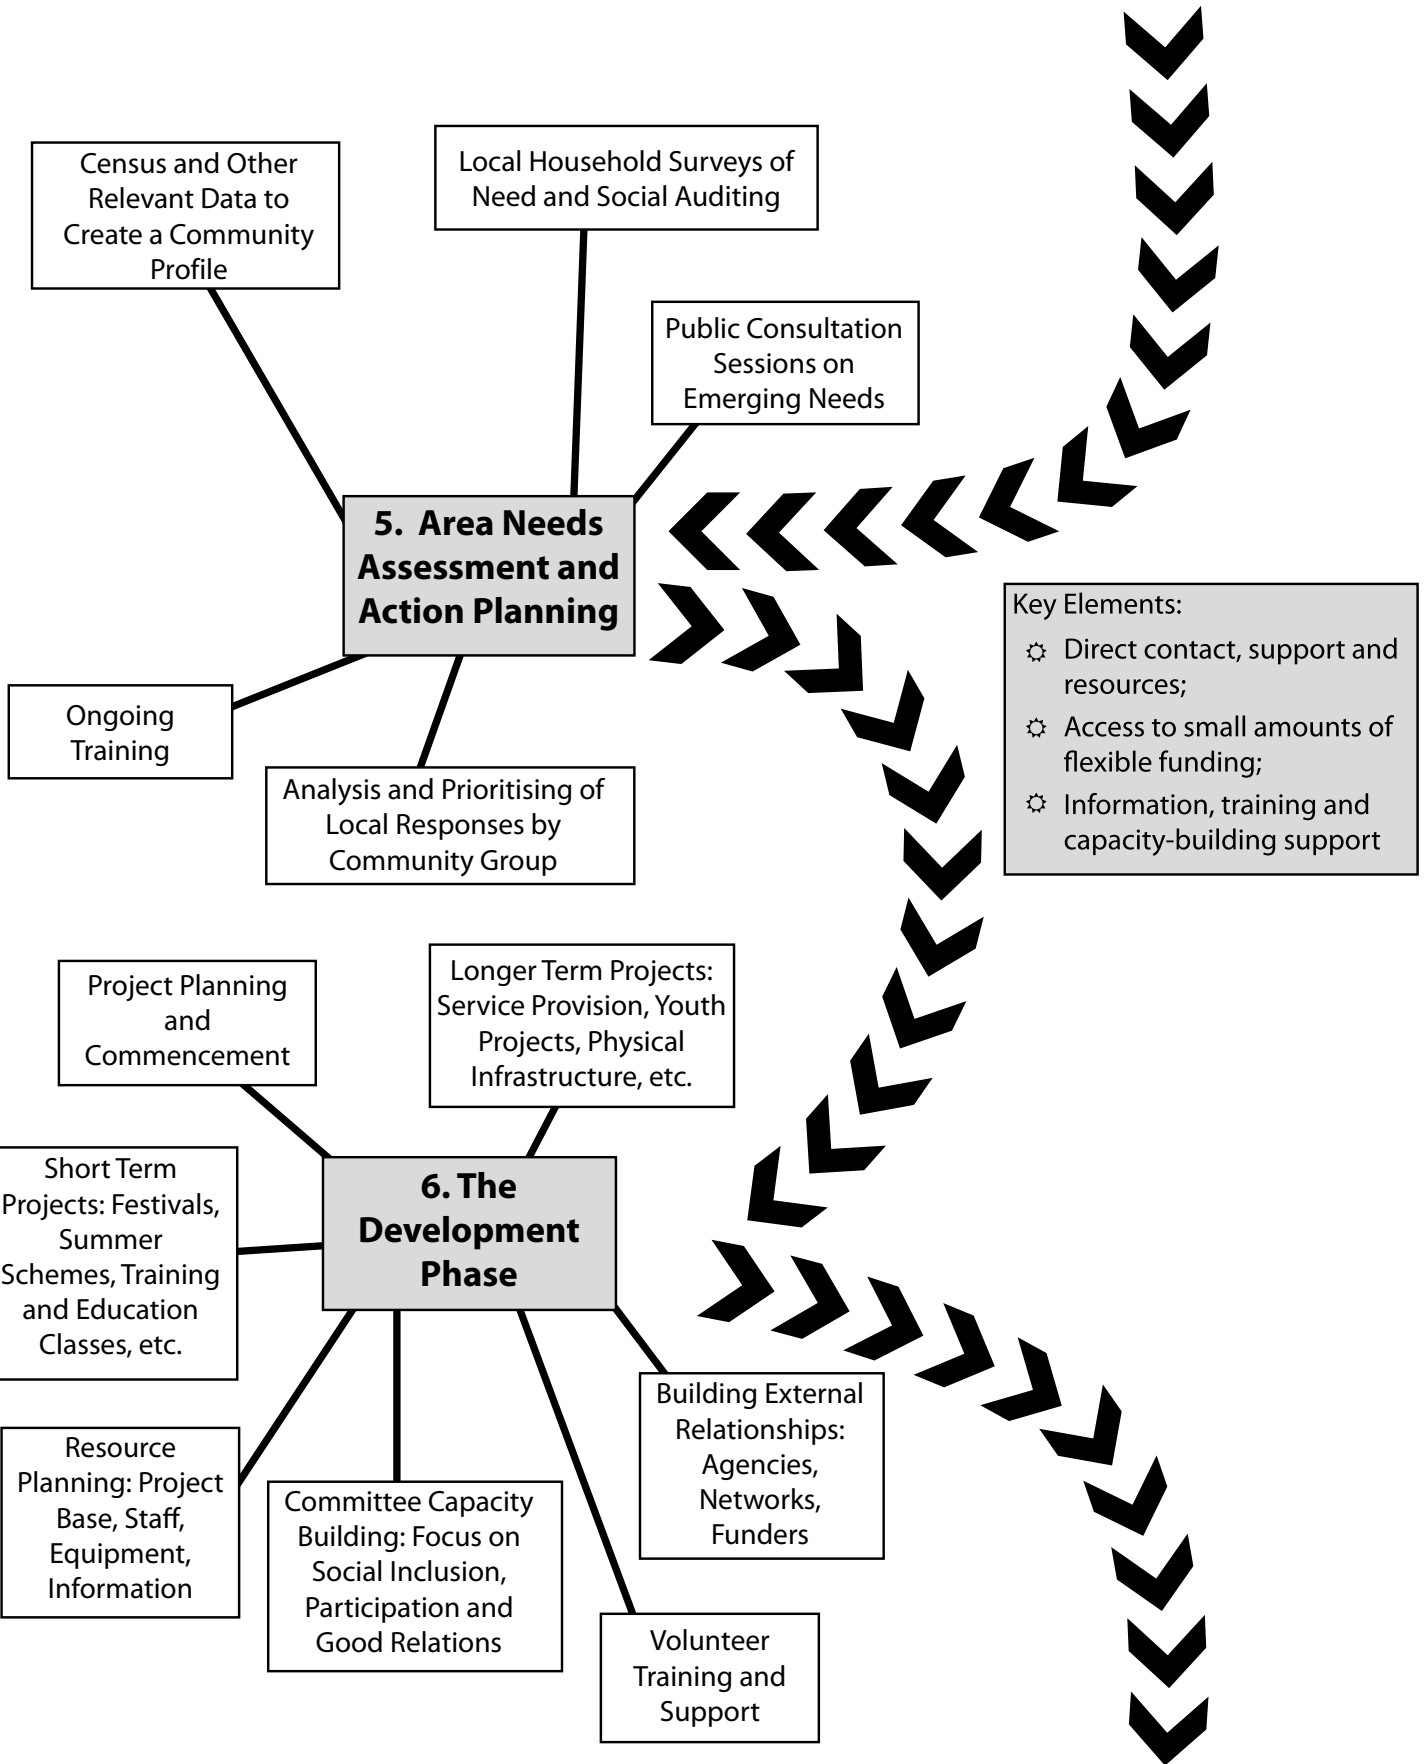 Census and Other
Relevant Data to
Create a Community
Profile
Local Household Surveys of
Need and Social Auditing
Public Consultation
Sessions on
Emerging Needs
5. Area Needs
Assessment and
Action Planning
Key Elements:
Direct contact, support and
resources;
Access to small amounts of
flexible funding;
Information, training and
capacity-building support
Ongoing
Training
Analysis and Prioritising of
Local Responses by
Community Group
Project Planning
and
Commencement
Longer Term Projects:
Service Provision, Youth
Projects, Physical
Infrastructure, etc.
Short Term
Projects: Festivals,
Summer
Schemes, Training
and Education
Classes, etc.
6. The
Development
Phase
Resource
Planning: Project
Base, Staff,
Equipment,
Information
Committee Capacity
Building: Focus on
Social Inclusion,
Participation and
Good Relations
Building External
Relationships:
Agencies,
Networks,
Funders
Volunteer
Training and
Support